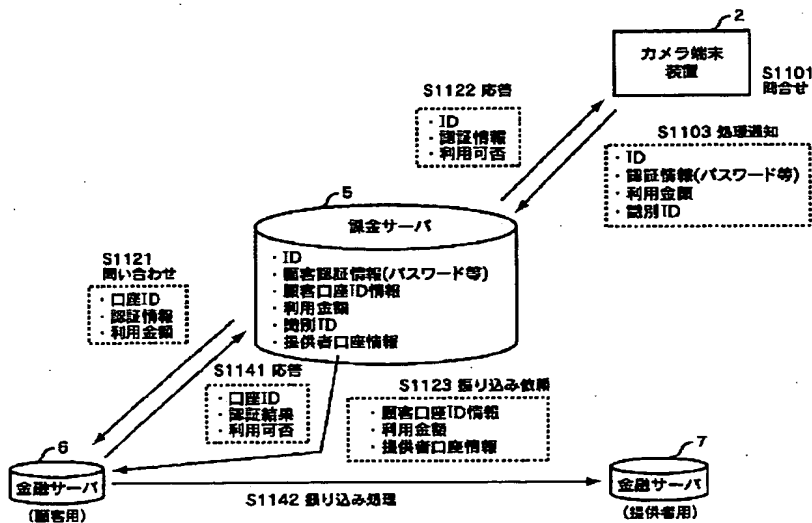 2
カメラ端末
装置
S1101
問合せ
S1122 応答
・ID
・認証情報
・利用可否
S1103 処理通知
・ID
・認証情報(パスワード等)
・利用金額
・識別ID
5
課金サーバ
・ID
・顧客認証情報(パスワード等)
・顧客口座ID情報
・利用金額
・識別ID
・提供者口座情報
S1121
問い合わせ
・口座ID
・認証情報
・利用金額
S1141 応答
・口座ID
・認証結果
・利用可否
S1123 振り込み依頼
・顧客口座ID情報
・利用金額
・提供者口座情報
6
金融サーバ
(顧客用)
S1142 振り込み処理
7
金融サーバ
(提供者用)